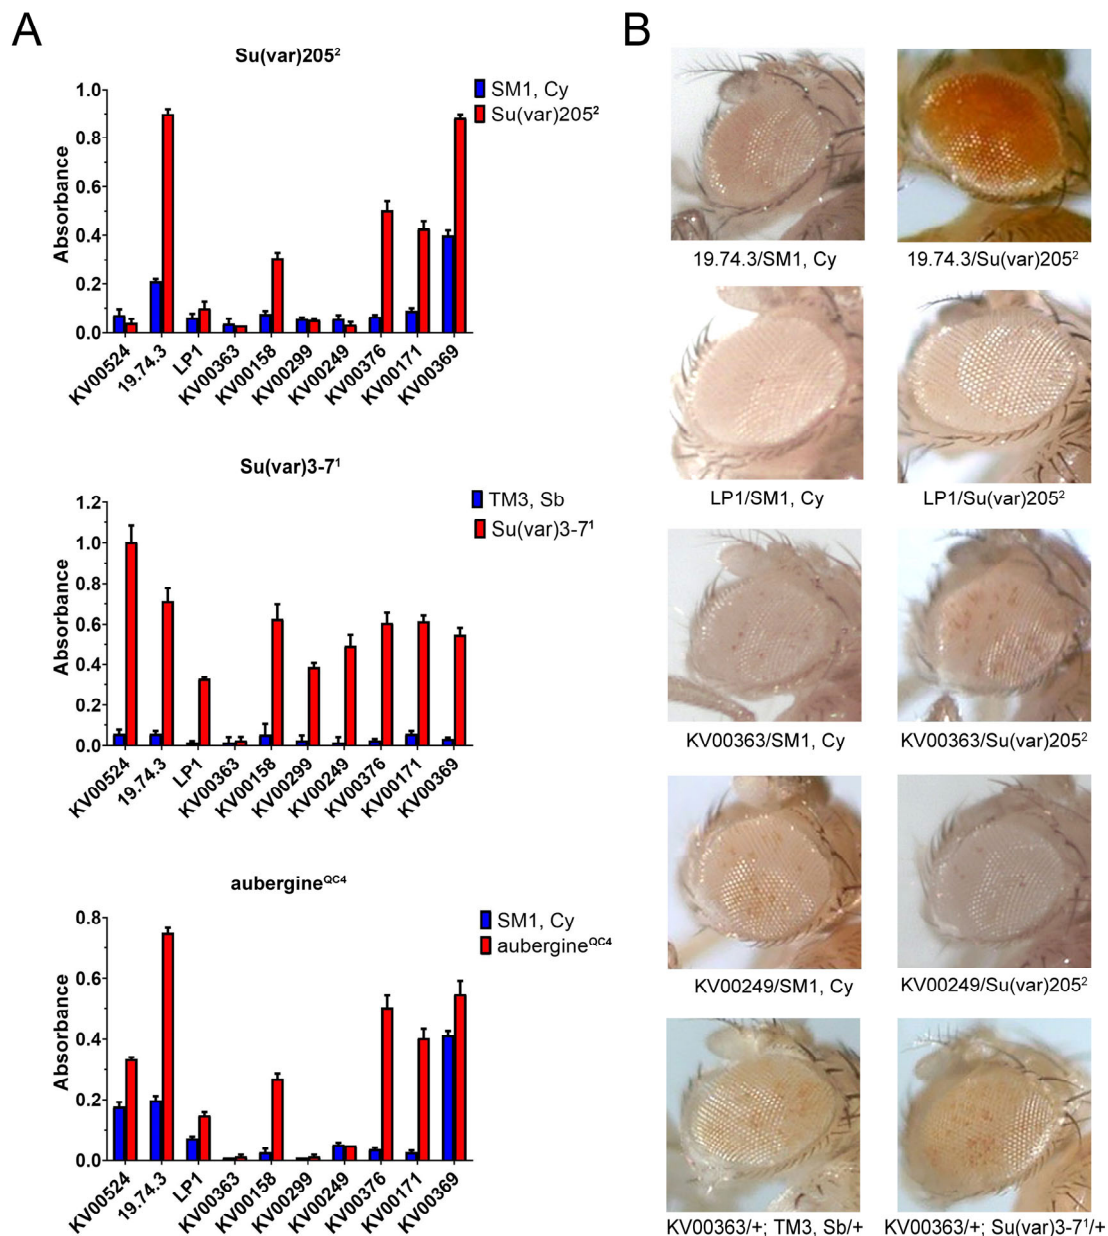 A
Su(var)205²
SM1, Cy
Su(var)205²
Absorbance
1.0
0.8
0.6
0.4
0.2
0.0
KV00524
19.74.3
LP1
KV00363
KV00158
KV00299
KV00249
KV00376
KV00171
KV00369
Su(var)3-7¹
TM3, Sb
Su(var)3-7¹
Absorbance
1.2
1.0
0.8
0.6
0.4
0.2
0.0
KV00524
19.74.3
LP1
KV00363
KV00158
KV00299
KV00249
KV00376
KV00171
KV00369
aubergineQC4
SM1, Cy
aubergineQC4
Absorbance
0.8
0.6
0.4
0.2
0.0
KV00524
19.74.3
LP1
KV00363
KV00158
KV00299
KV00249
KV00376
KV00171
KV00369
B
19.74.3/SM1, Cy
19.74.3/Su(var)205²
LP1/SM1, Cy
LP1/Su(var)205²
KV00363/SM1, Cy
KV00363/Su(var)205²
KV00249/SM1, Cy
KV00249/Su(var)205²
KV00363/+; TM3, Sb/+
KV00363/+; Su(var)3-7¹/+